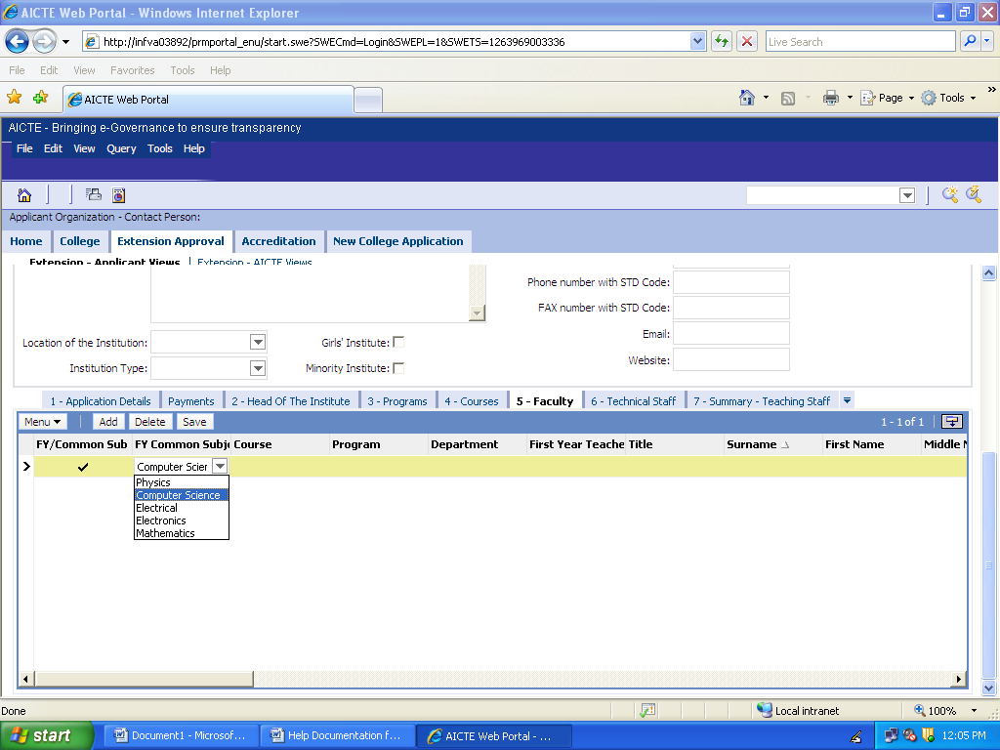 AICTE Web Portal - Windows Internet Explorer
http://infva03892/prmportal_enu/start.swe?SWECmd=Login&SWEPL=1&SWETS=1263969003336
Live Search
File Edit View Favorites Tools Help
AICTE Web Portal
Page Tools
AICTE - Bringing e-Governance to ensure transparency
File Edit View Query Tools Help
Applicant Organization - Contact Person:
Home College Extension Approval Accreditation New College Application
Extension - Applicant Views Extension - AICTE Views
Phone number with STD Code:
FAX number with STD Code:
Email:
Website:
Location of the Institution:
Girls' Institute:
Institution Type:
Minority Institute:
1 - Application Details Payments 2 - Head Of The Institute 3 - Programs 4 - Courses 5 - Faculty 6 - Technical Staff 7 - Summary - Teaching Staff
Menu Add Delete Save 1 - 1 of 1
FY/Common Sub FY Common Subje Course Program Department First Year Teache Title Surname First Name Middle N
Computer Scien
Physics
Computer Science
Electrical
Electronics
Mathematics
Done Local intranet 100%
start Document1 - Microsof... Help Documentation f... AICTE Web Portal - ... 12:05 PM